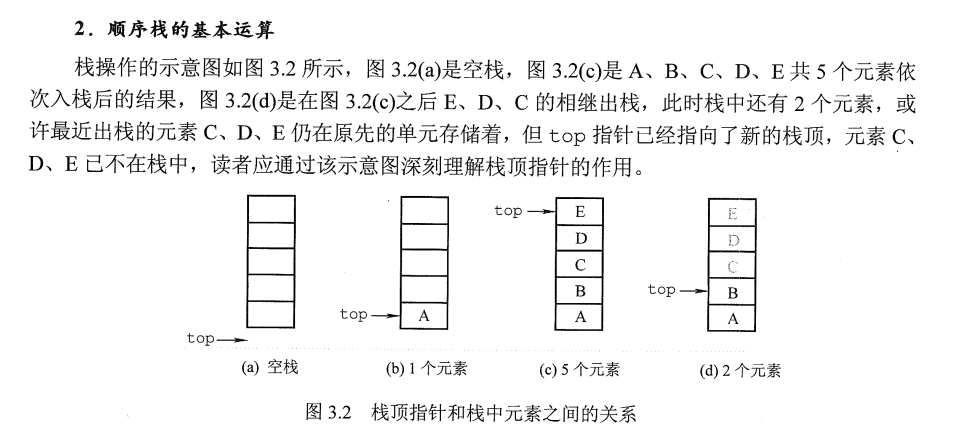 2．顺序栈的基本运算
栈操作的示意图如图 3.2 所示，图 3.2(a)是空栈，图 3.2(c)是 A、B、C、D、E 共 5 个元素依
次入栈后的结果，图 3.2(d)是在图 3.2(c)之后 E、D、C 的相继出栈，此时栈中还有 2 个元素，或
许最近出栈的元素 C、D、E 仍在原先的单元存储着，但 top 指针已经指向了新的栈顶，元素 C、
D、E 已不在栈中，读者应通过该示意图深刻理解栈顶指针的作用。
top
(a) 空栈
top A
(b) 1 个元素
top E
D
C
B
A
(c) 5 个元素
E
D
C
top B
A
(d) 2 个元素
图 3.2 栈顶指针和栈中元素之间的关系